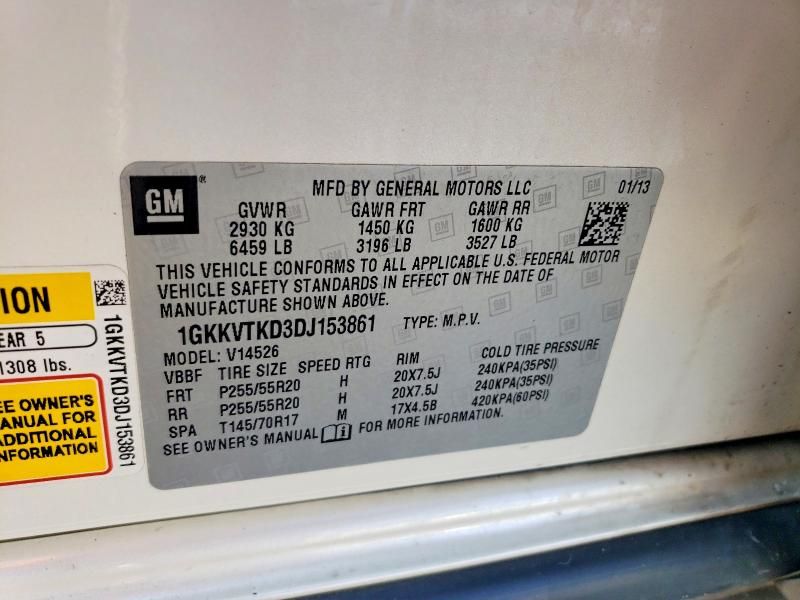 GM
®
MFD BY GENERAL MOTORS LLC
01/13
GVWR GAWR FRT GAWR RR
2930 KG 1450 KG 1600 KG
6459 LB 3196 LB 3527 LB
THIS VEHICLE CONFORMS TO ALL APPLICABLE U.S. FEDERAL MOTOR
VEHICLE SAFETY STANDARDS IN EFFECT ON THE DATE OF
MANUFACTURE SHOWN ABOVE.
1GKKVTKD3DJ153861 TYPE: M.P.V.
MODEL: V14526
VBBF TIRE SIZE SPEED RTG RIM COLD TIRE PRESSURE
FRT P255/55R20 H 20X7.5J 240KPA(35PSI)
RR P255/55R20 H 20X7.5J 240KPA(35PSI)
SPA T145/70R17 M 17X4.5B 420KPA(60PSI)
SEE OWNER'S MANUAL i FOR MORE INFORMATION.
ION
EAR 5
1308 lbs.
EE OWNER'S
ANUAL FOR
ADDITIONAL
NFORMATION
1GKKVTKD3DJ153861